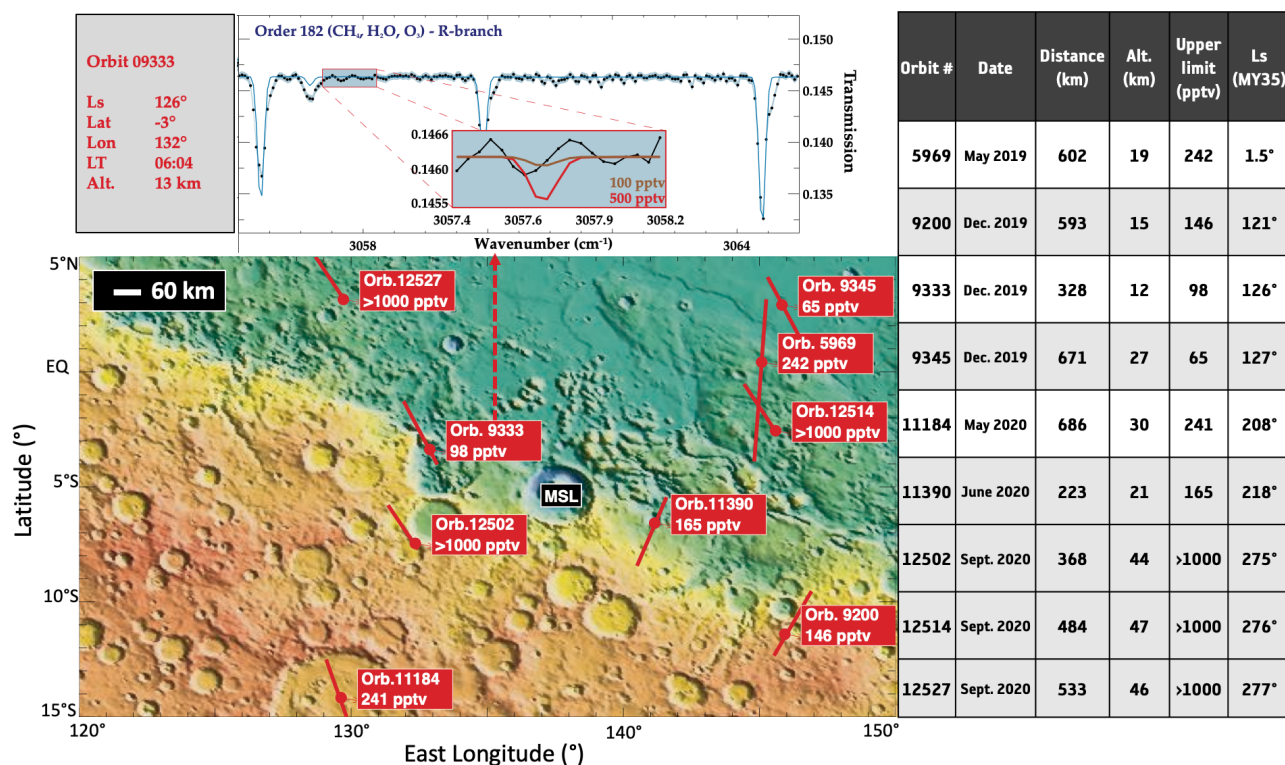 Orbit 09333
Ls 126°
Lat -3°
Lon 132°
LT 06:04
Alt. 13 km
Order 182 (CH₄, H₂O, O₃) - R-branch
0.150
0.145
0.140
0.135
Transmission
0.1466
0.1460
0.1455
100 pptv
500 pptv
3057.4 3057.6 3057.9 3058.2
3058 Wavenumber (cm⁻¹) 3064
5°N
EQ
5°S
10°S
15°S
Latitude (°)
60 km
Orb.12527
>1000 pptv
Orb. 9345
65 pptv
Orb. 5969
242 pptv
Orb.12514
>1000 pptv
Orb. 9333
98 pptv
MSL
Orb.11390
165 pptv
Orb.12502
>1000 pptv
Orb. 9200
146 pptv
Orb.11184
241 pptv
120° 130° 140° 150°
East Longitude (°)
Orbit # Date Distance (km) Alt. (km) Upper limit (pptv) Ls (MY35)
5969 May 2019 602 19 242 1.5°
9200 Dec. 2019 593 15 146 121°
9333 Dec. 2019 328 12 98 126°
9345 Dec. 2019 671 27 65 127°
11184 May 2020 686 30 241 208°
11390 June 2020 223 21 165 218°
12502 Sept. 2020 368 44 >1000 275°
12514 Sept. 2020 484 47 >1000 276°
12527 Sept. 2020 533 46 >1000 277°